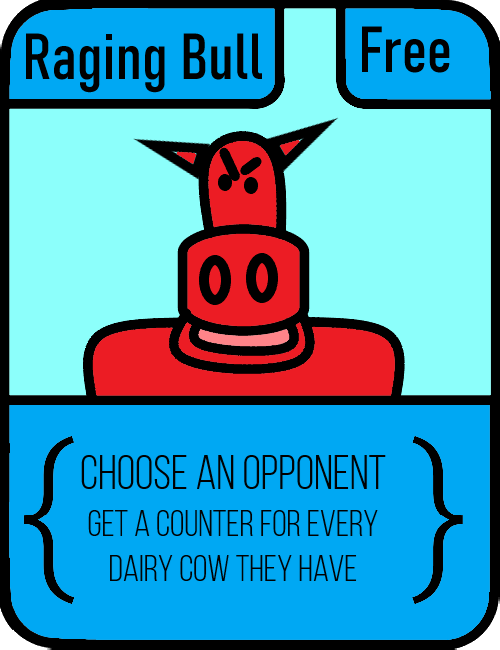 Raging Bull
Free
CHOOSE AN OPPONENT
GET A COUNTER FOR EVERY
DAIRY COW THEY HAVE